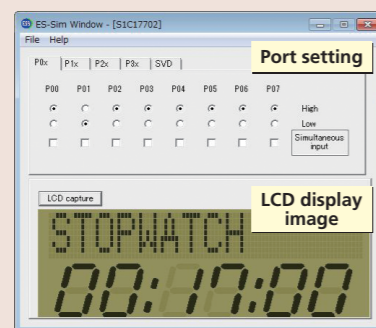 ES-Sim Window - [S1C17702]
File Help
P0x P1x P2x P3x SVD
Port setting
P00 P01 P02 P03 P04 P05 P06 P07
High
Low
Simultaneous
input
LCD capture
LCD display
image
STOPWATCH
00:17:00